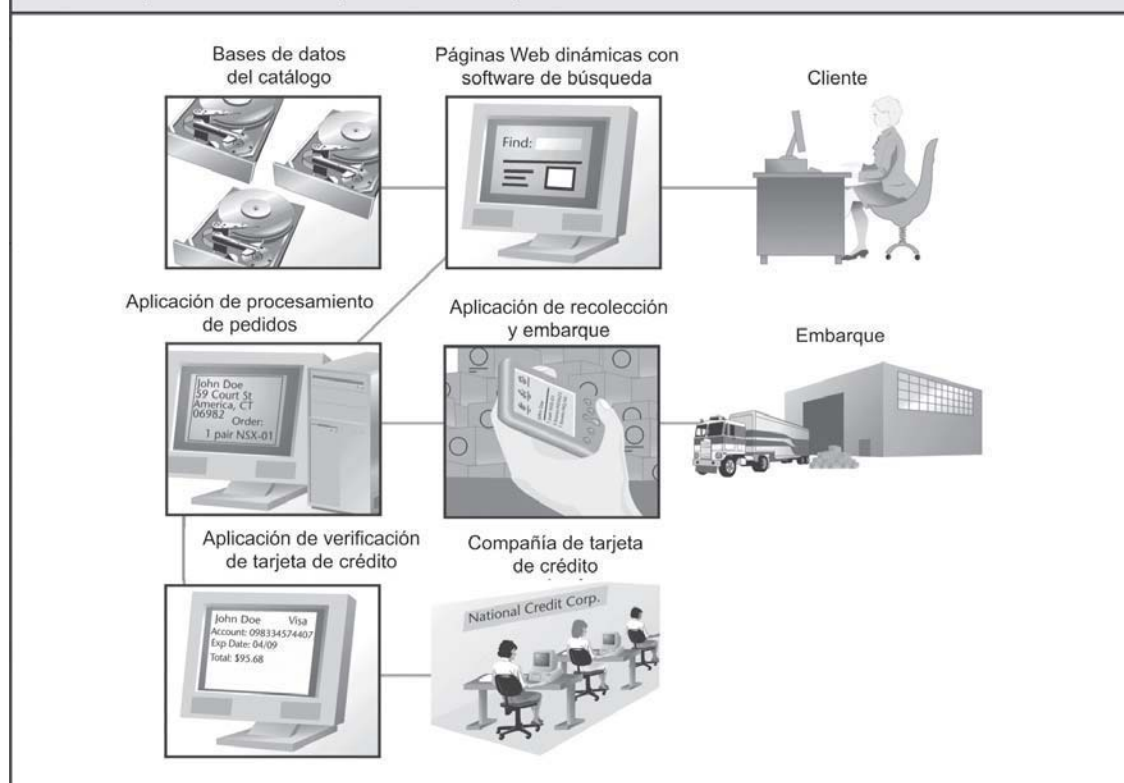 Bases de datos
del catálogo
Páginas Web dinámicas con
software de búsqueda
Cliente
Find:
Aplicación de procesamiento
de pedidos
Aplicación de recolección
y embarque
Embarque
John Doe
59 Court St
America, CT
06982
Order:
1 pair NSX-01
Aplicación de verificación
de tarjeta de crédito
Compañía de tarjeta
de crédito
John Doe Visa
Account: 098334574407
Exp Date: 04/09
Total: $95.68
National Credit Corp.